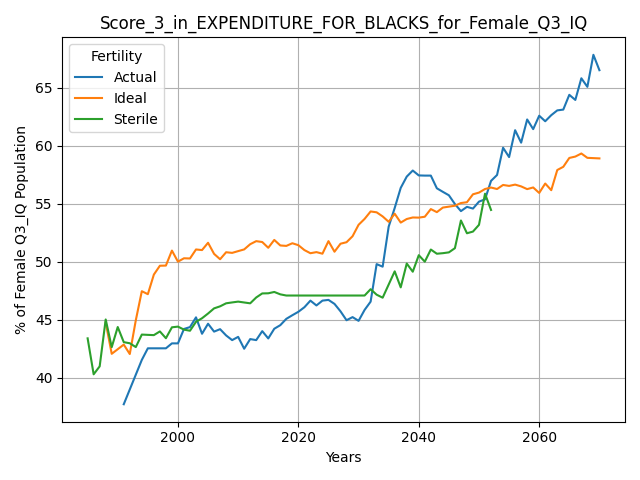 Score_3_in_EXPENDITURE_FOR_BLACKS_for_Female_Q3_IQ
Fertility
Actual
Ideal
Sterile
% of Female Q3_IQ Population
65
60
55
50
45
40
2000
2020
2040
2060
Years